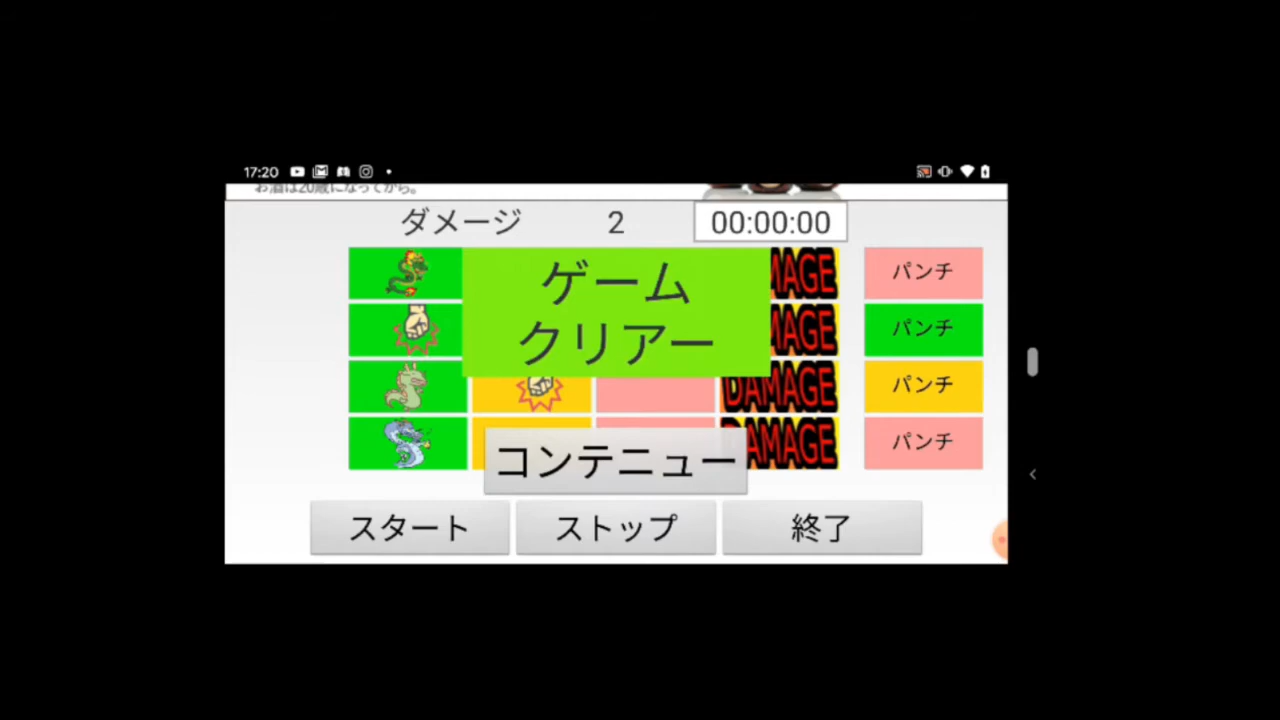 17:20
お酒は20歳になってから。
ダメージ 2 00:00:00
ゲーム
クリアー
MAGE
パンチ
MAGE
パンチ
DAMAGE
パンチ
DAMAGE
パンチ
コンテニュー
スタート ストップ 終了